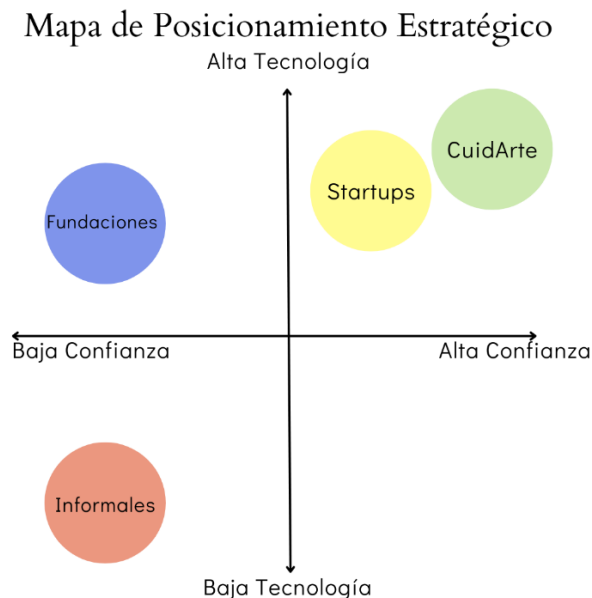 Mapa de Posicionamiento Estratégico
Alta Tecnología
CuidArte
Startups
Fundaciones
Baja Confianza
Alta Confianza
Informales
Baja Tecnología